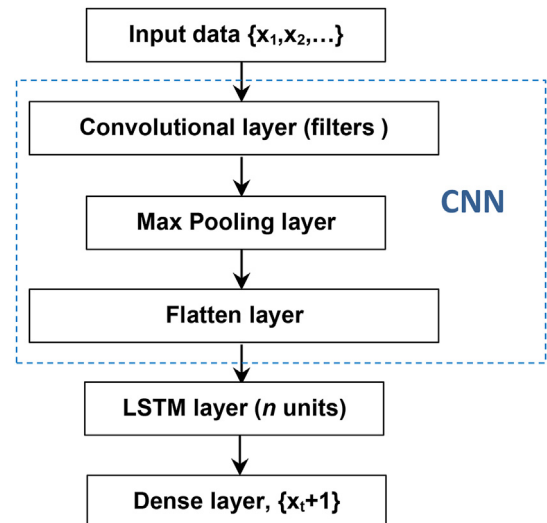 Input data {x₁,x₂,...}
Convolutional layer (filters )
CNN
Max Pooling layer
Flatten layer
LSTM layer (n units)
Dense layer, {xₜ+1}